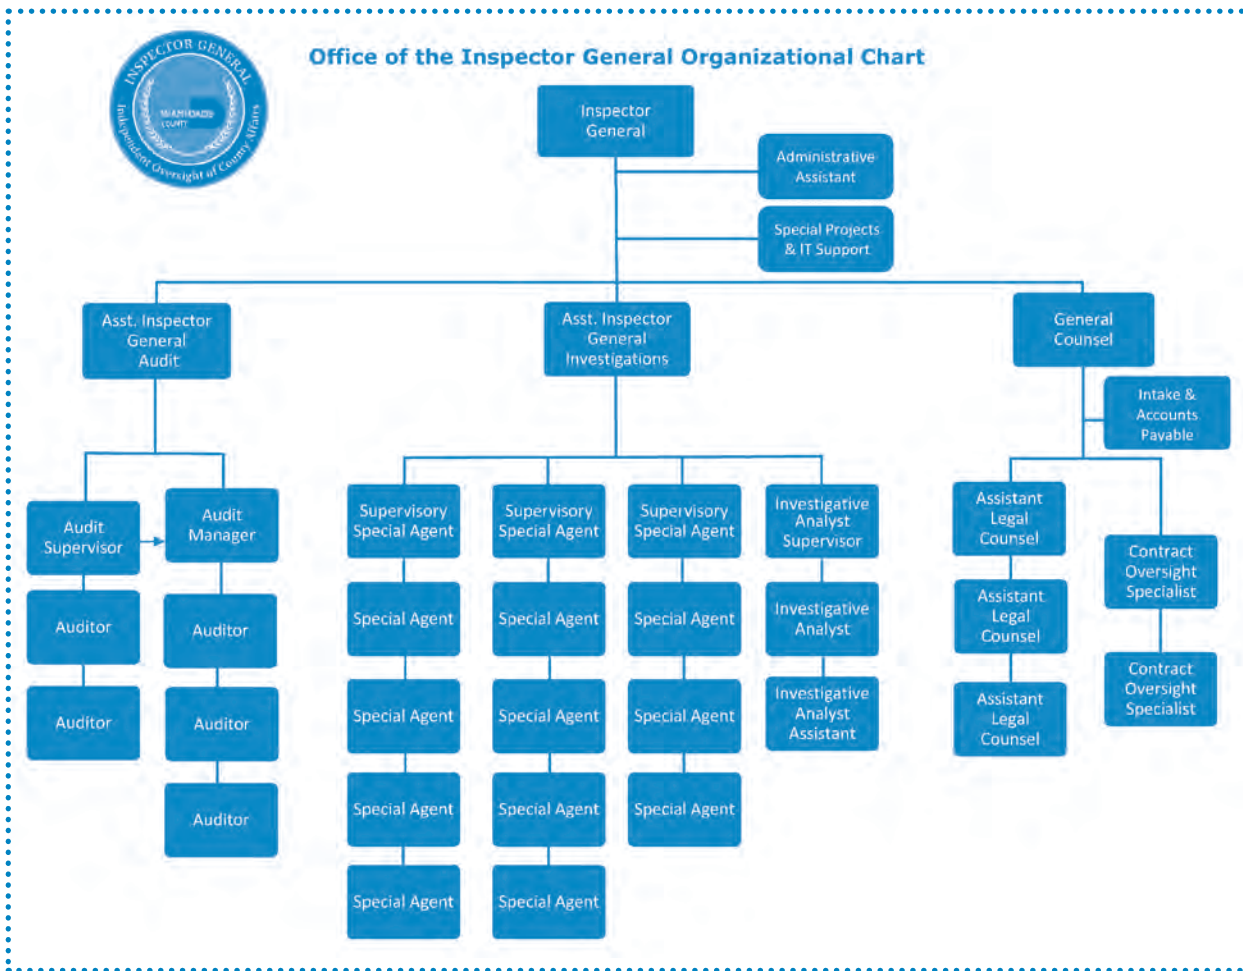 INSPECTOR GENERAL
MIAMI-DADE
COUNTY
Independent Oversight of County Affairs
Office of the Inspector General Organizational Chart
Inspector
General
Administrative
Assistant
Special Projects
& IT Support
Asst. Inspector
General
Audit
Asst. Inspector
General
Investigations
General
Counsel
Intake &
Accounts
Payable
Audit
Supervisor
Audit
Manager
Auditor
Auditor
Auditor
Auditor
Auditor
Supervisory
Special Agent
Special Agent
Special Agent
Special Agent
Special Agent
Supervisory
Special Agent
Special Agent
Special Agent
Special Agent
Special Agent
Supervisory
Special Agent
Special Agent
Special Agent
Special Agent
Investigative
Analyst
Supervisor
Investigative
Analyst
Investigative
Analyst
Assistant
Assistant
Legal
Counsel
Assistant
Legal
Counsel
Assistant
Legal
Counsel
Contract
Oversight
Specialist
Contract
Oversight
Specialist